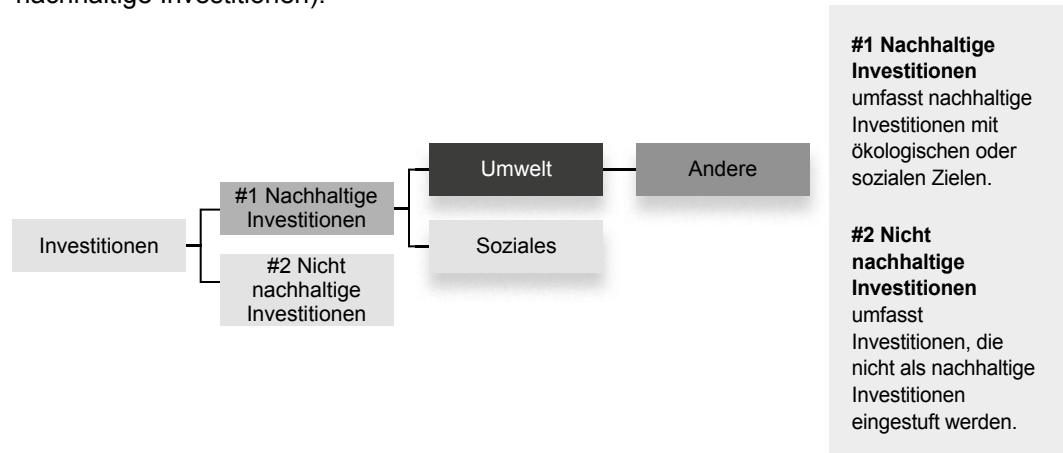 nachhaltige Investitionen).
Investitionen
#1 Nachhaltige
Investitionen
#2 Nicht
nachhaltige
Investitionen
Umwelt
Andere
Soziales
#1 Nachhaltige
Investitionen
umfasst nachhaltige
Investitionen mit
ökologischen oder
sozialen Zielen.
#2 Nicht
nachhaltige
Investitionen
umfasst
Investitionen, die
nicht als nachhaltige
Investitionen
eingestuft werden.